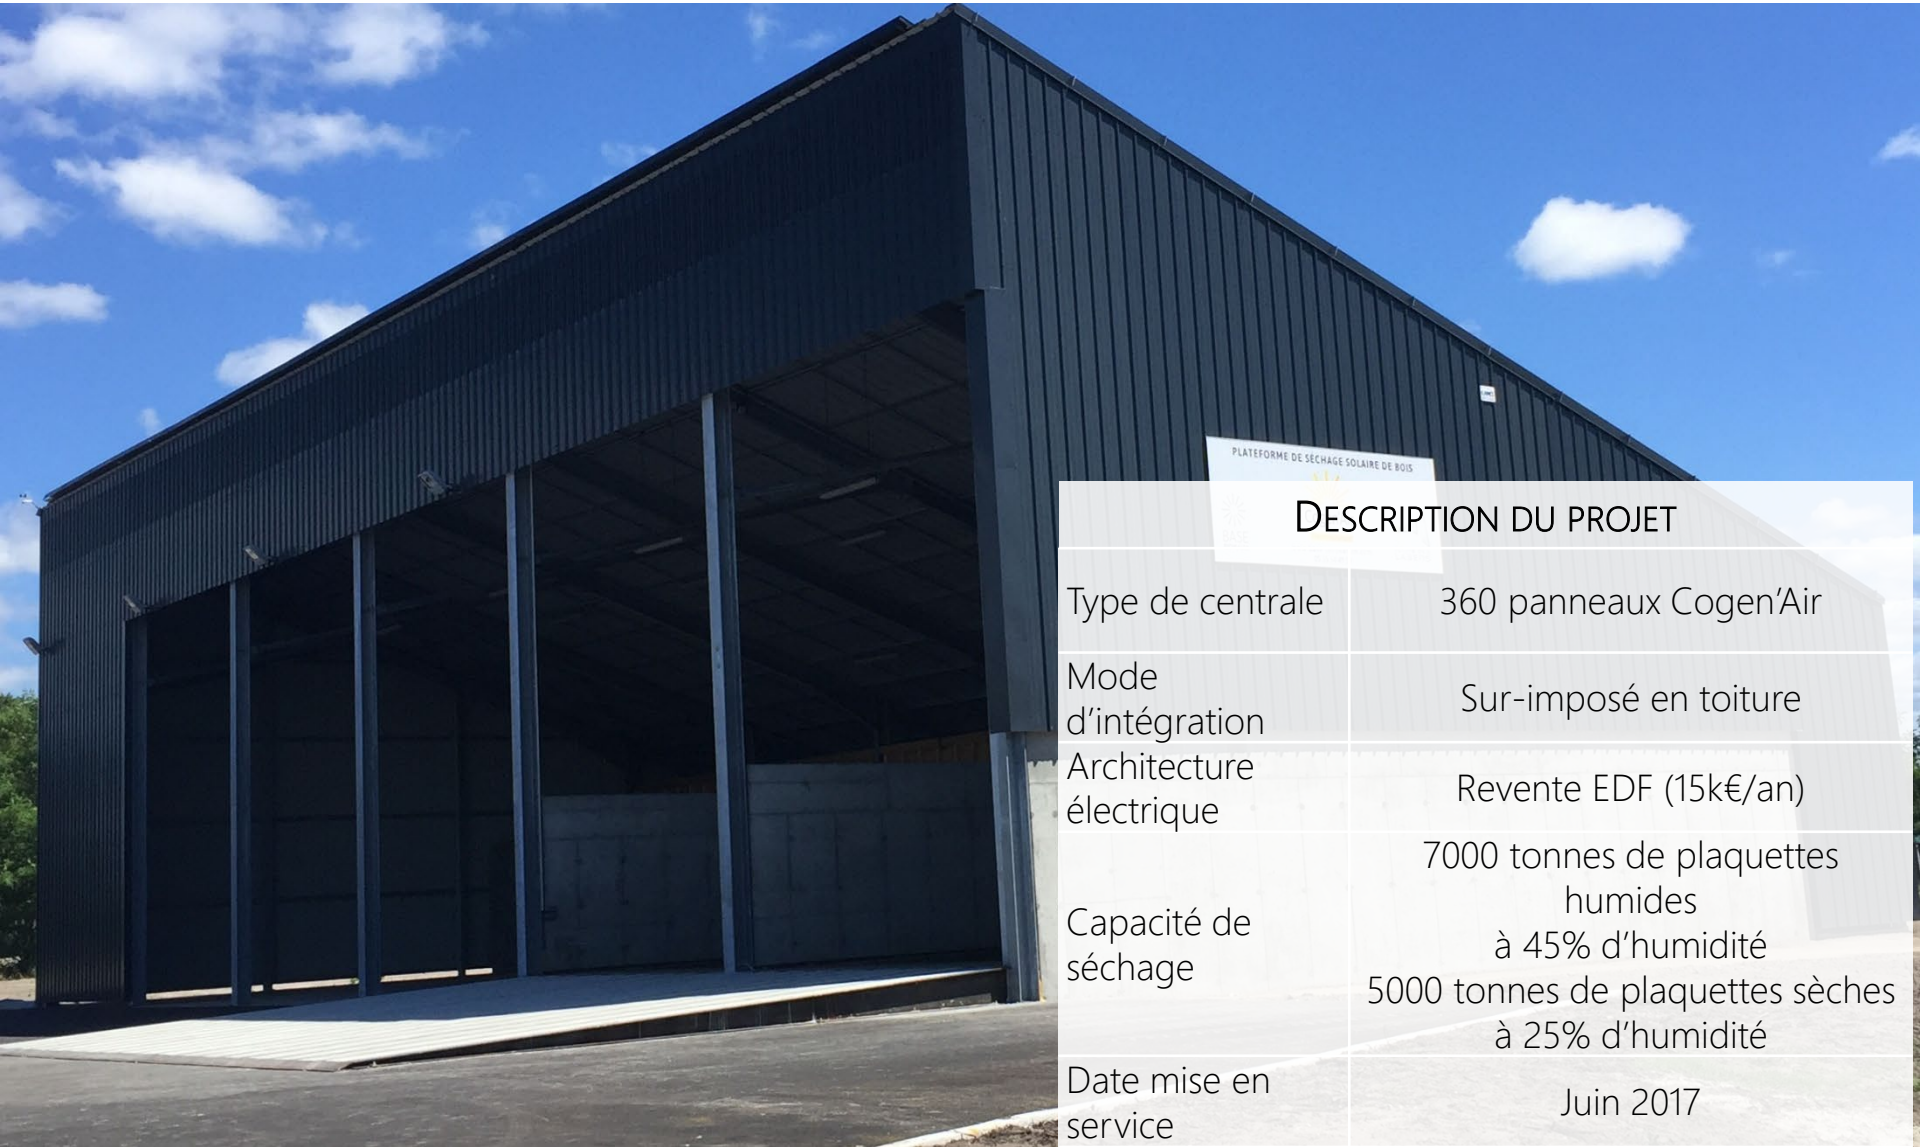 PLATEFORME DE SÉCHAGE SOLAIRE DE BOIS
BASE
DESCRIPTION DU PROJET
Type de centrale
360 panneaux Cogen’Air
Mode
d’intégration
Sur-imposé en toiture
Architecture
électrique
Revente EDF (15k€/an)
Capacité de
séchage
7000 tonnes de plaquettes
humides
à 45% d’humidité
5000 tonnes de plaquettes sèches
à 25% d’humidité
Date mise en
service
Juin 2017